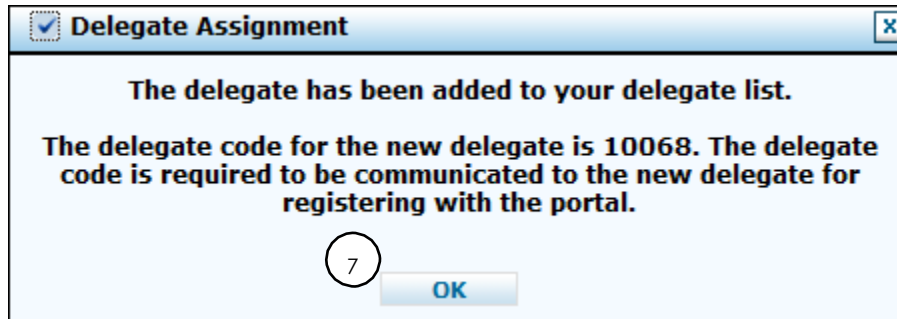 Delegate Assignment
x
The delegate has been added to your delegate list.
The delegate code for the new delegate is 10068. The delegate
code is required to be communicated to the new delegate for
registering with the portal.
7
OK